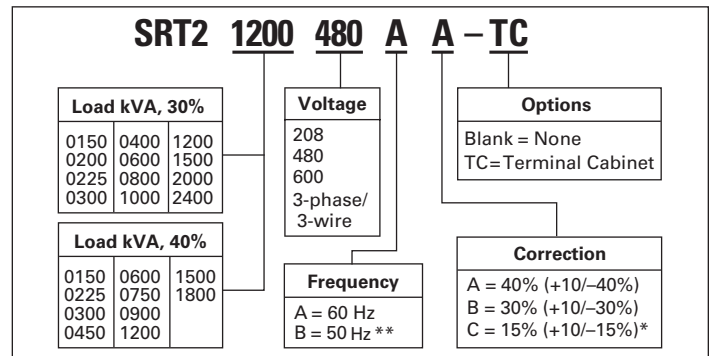 SRT2 1200 480 A A – TC
Load kVA, 30%
0150 0400 1200
0200 0600 1500
0225 0800 2000
0300 1000 2400
Load kVA, 40%
0150 0600 1500
0225 0750 1800
0300 0900
0450 1200
Voltage
208
480
600
3-phase/
3-wire
Frequency
A = 60 Hz
B = 50 Hz **
Options
Blank = None
TC=Terminal Cabinet
Correction
A = 40% (+10/–40%)
B = 30% (+10/–30%)
C = 15% (+10/–15%)*